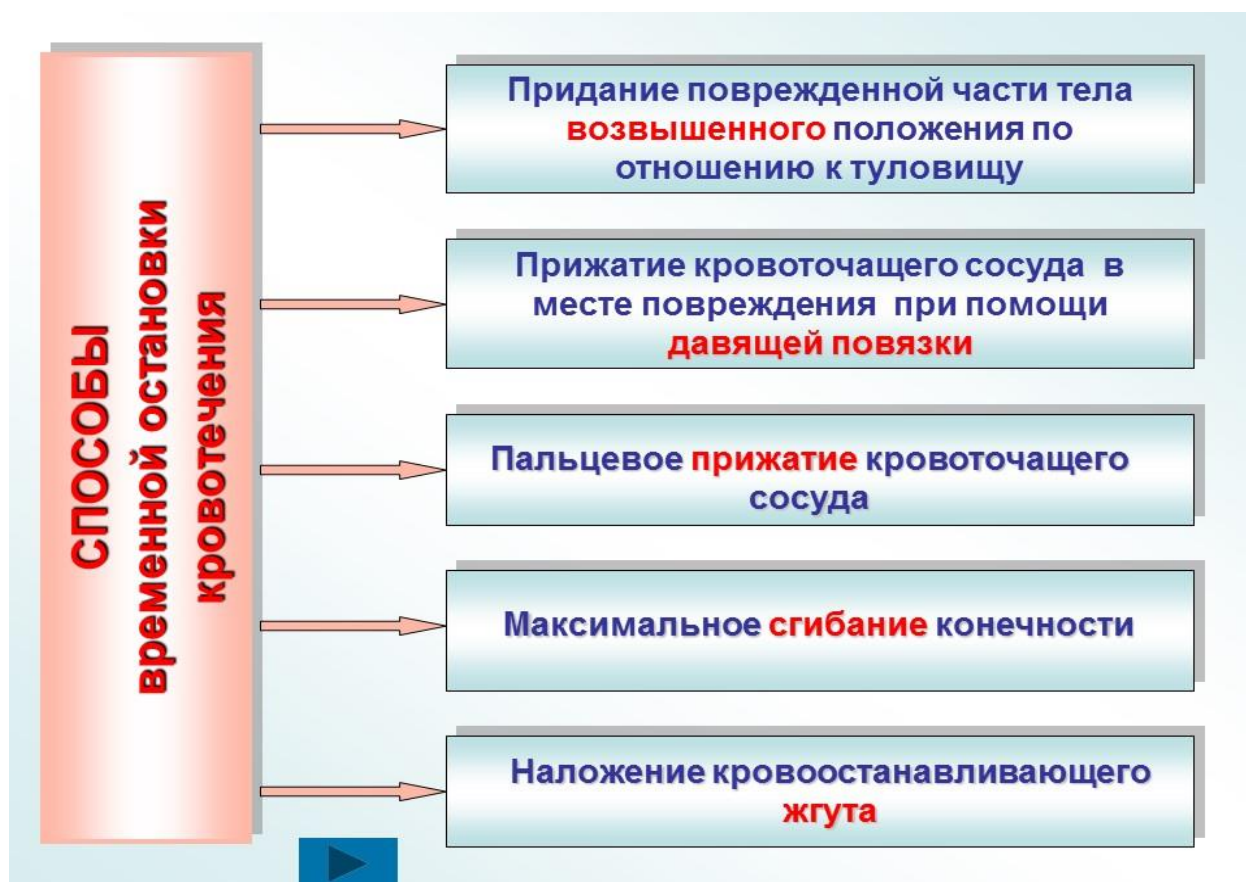 СПОСОБЫ
временной остановки
кровотечения
Придание поврежденной части тела
возвышенного положения по
отношению к туловищу
Прижатие кровоточащего сосуда в
месте повреждения при помощи
давящей повязки
Пальцевое прижатие кровоточащего
сосуда
Максимальное сгибание конечности
Наложение кровоостанавливающего
жгута